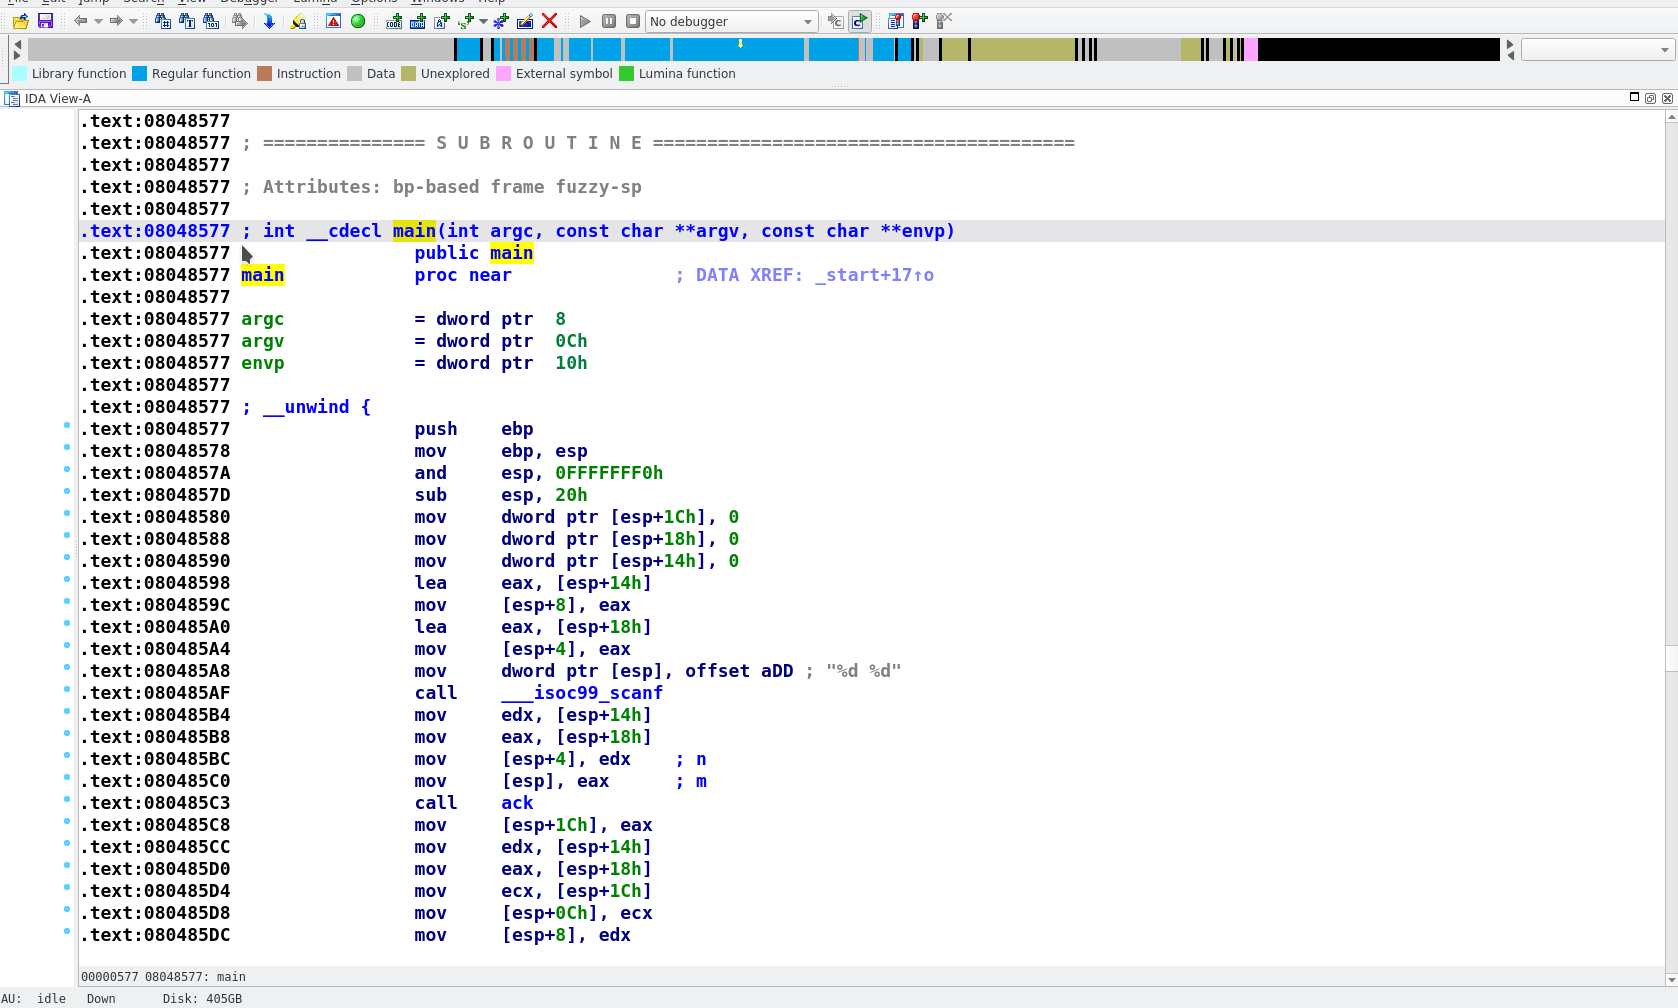 File Edit Jump Search View Debugger Lumina Options Windows Help
No debugger
Library function Regular function Instruction Data Unexplored External symbol Lumina function
IDA View-A
.text:08048577
.text:08048577 ; =============== S U B R O U T I N E =======================================
.text:08048577
.text:08048577 ; Attributes: bp-based frame fuzzy-sp
.text:08048577
.text:08048577 ; int __cdecl main(int argc, const char **argv, const char **envp)
.text:08048577                 public main
.text:08048577 main            proc near               ; DATA XREF: _start+17↑o
.text:08048577
.text:08048577 argc            = dword ptr  8
.text:08048577 argv            = dword ptr  0Ch
.text:08048577 envp            = dword ptr  10h
.text:08048577
.text:08048577 ; __unwind {
.text:08048577                 push    ebp
.text:08048578                 mov     ebp, esp
.text:0804857A                 and     esp, 0FFFFFFF0h
.text:0804857D                 sub     esp, 20h
.text:08048580                 mov     dword ptr [esp+1Ch], 0
.text:08048588                 mov     dword ptr [esp+18h], 0
.text:08048590                 mov     dword ptr [esp+14h], 0
.text:08048598                 lea     eax, [esp+14h]
.text:0804859C                 mov     [esp+8], eax
.text:080485A0                 lea     eax, [esp+18h]
.text:080485A4                 mov     [esp+4], eax
.text:080485A8                 mov     dword ptr [esp], offset aDD ; "%d %d"
.text:080485AF                 call    ___isoc99_scanf
.text:080485B4                 mov     edx, [esp+14h]
.text:080485B8                 mov     eax, [esp+18h]
.text:080485BC                 mov     [esp+4], edx    ; n
.text:080485C0                 mov     [esp], eax      ; m
.text:080485C3                 call    ack
.text:080485C8                 mov     [esp+1Ch], eax
.text:080485CC                 mov     edx, [esp+14h]
.text:080485D0                 mov     eax, [esp+18h]
.text:080485D4                 mov     ecx, [esp+1Ch]
.text:080485D8                 mov     [esp+0Ch], ecx
.text:080485DC                 mov     [esp+8], edx
00000577 08048577: main
AU: idle Down Disk: 405GB